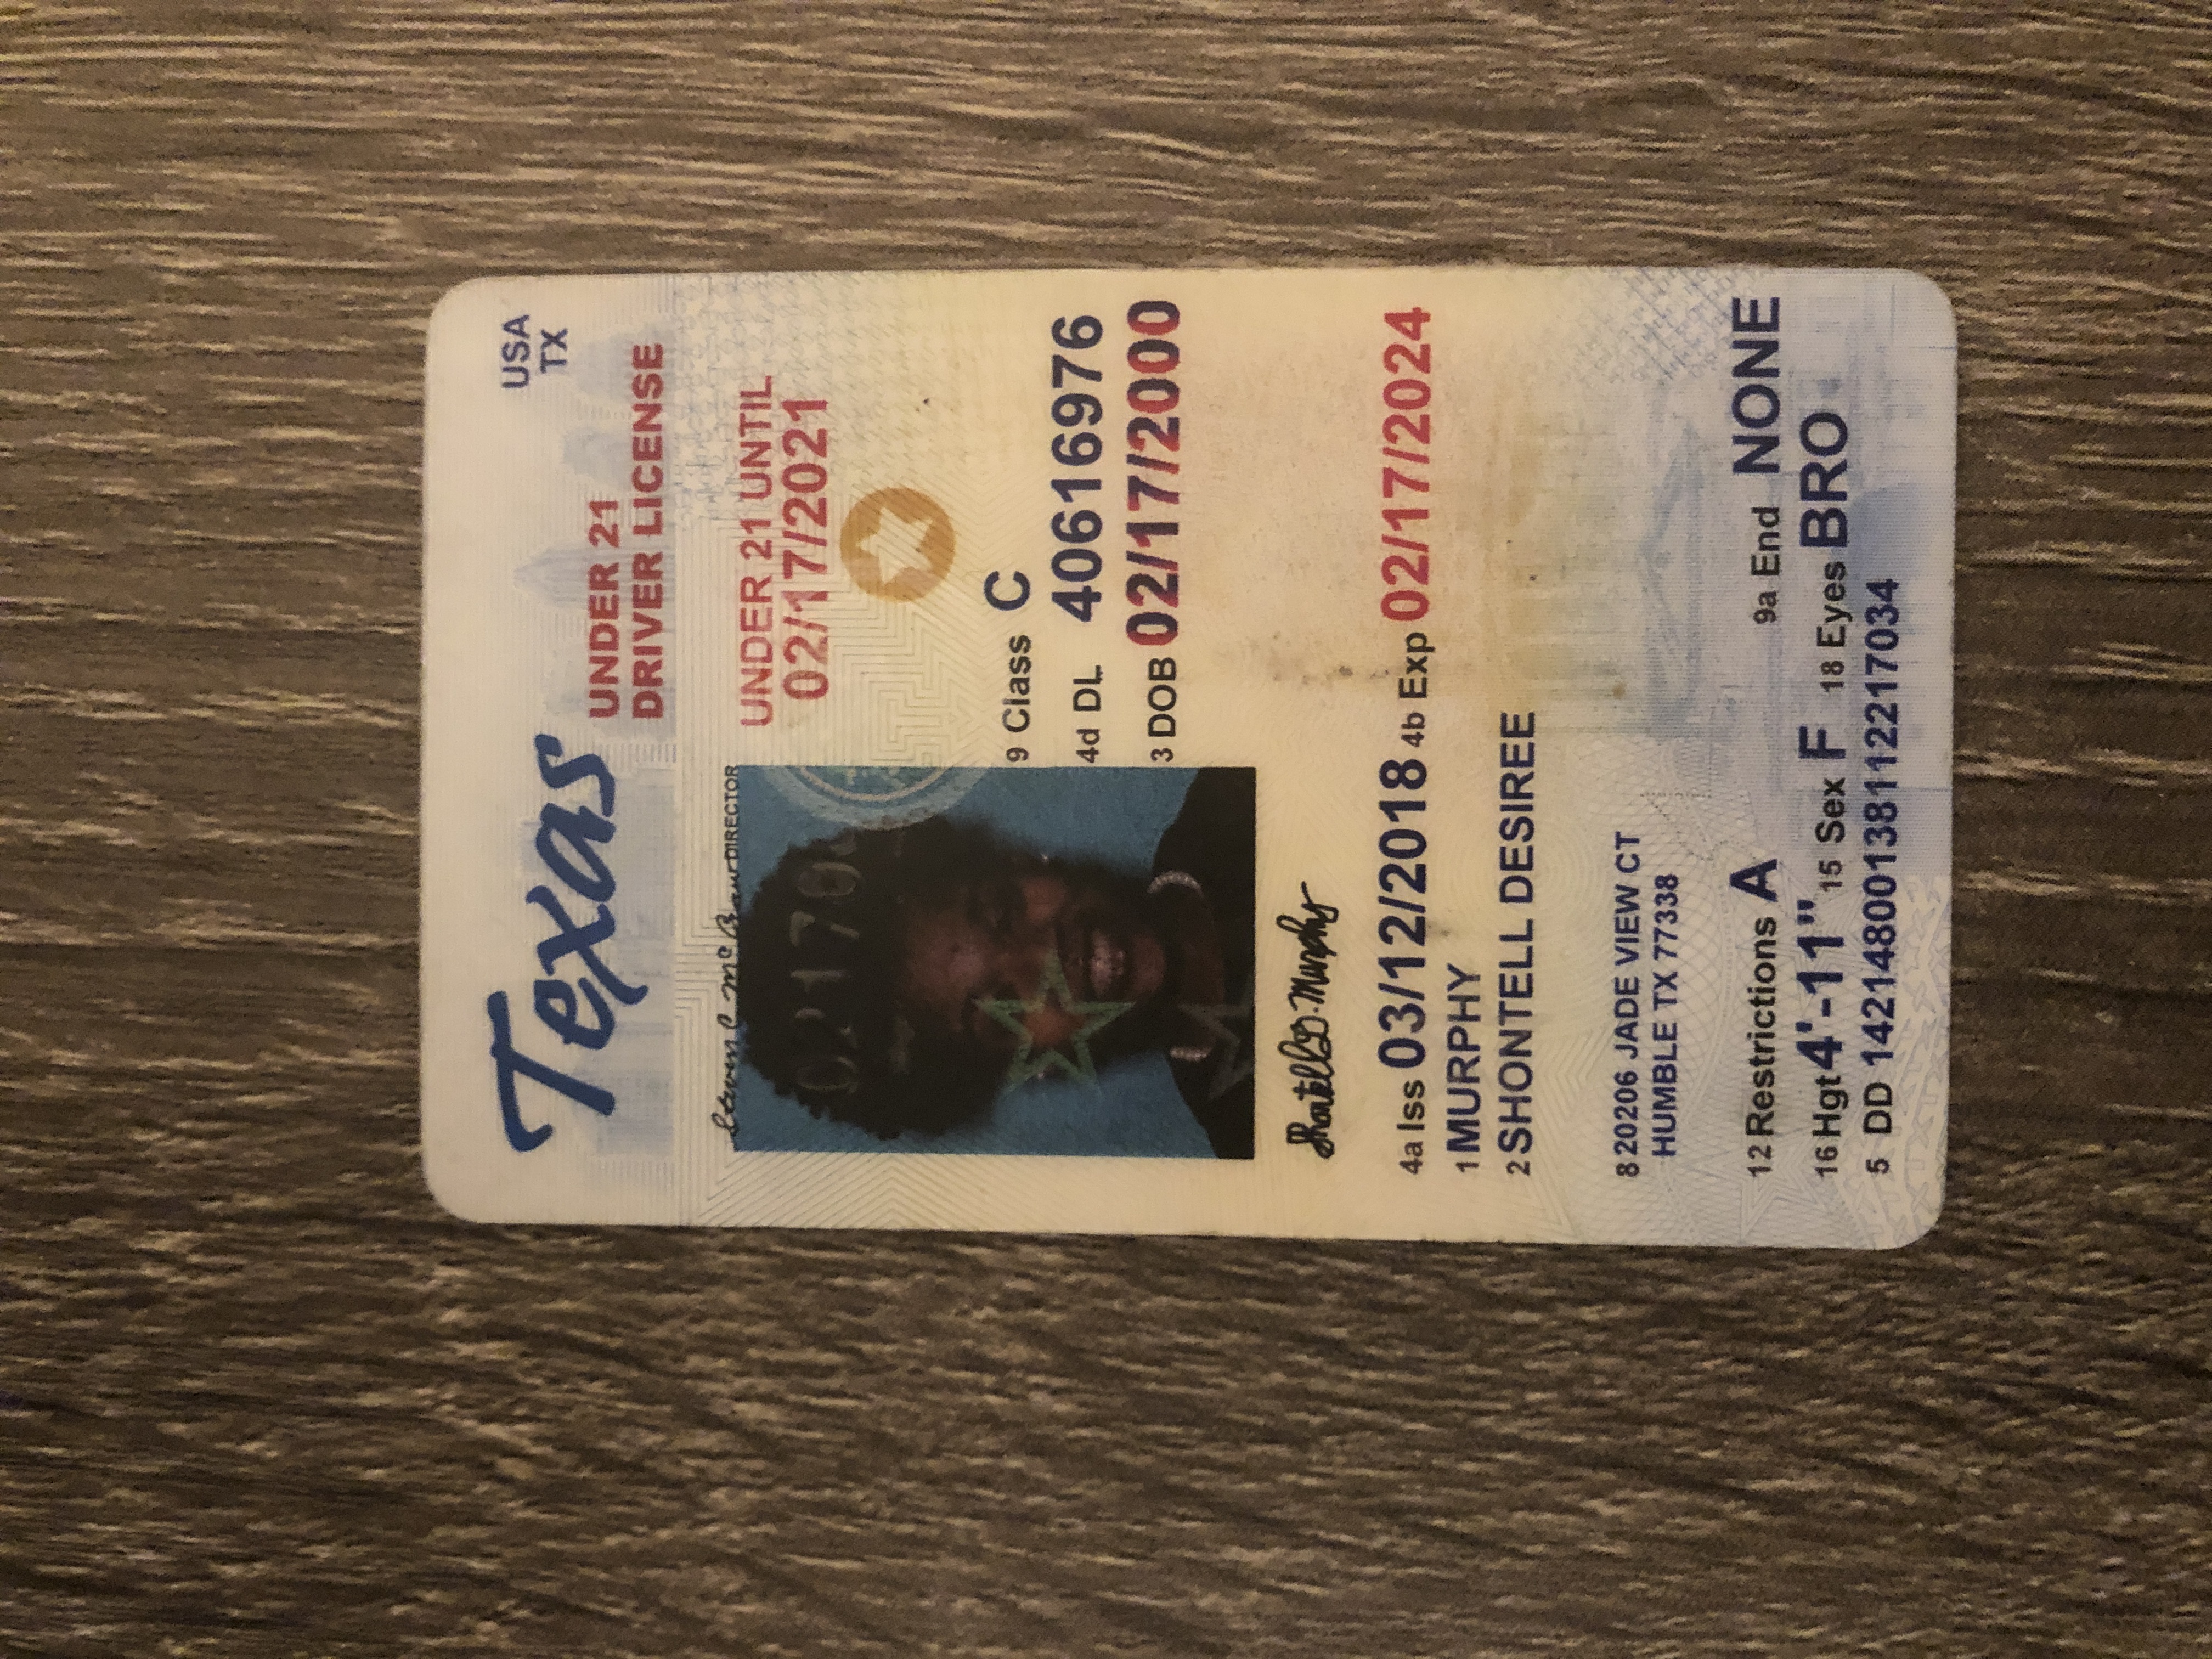 Texas
USA
TX
UNDER 21
DRIVER LICENSE
Steven C McCraw DIRECTOR
UNDER 21 UNTIL
02/17/2021
9 Class C
4d DL 40616976
3 DOB 02/17/2000
Shontell D. Murphy
4a Iss 03/12/2018 4b Exp 02/17/2024
1 MURPHY
2 SHONTELL DESIREE
8 20206 JADE VIEW CT
HUMBLE TX 77338
12 Restrictions A 9a End NONE
16 Hgt 4'-11" 15 Sex F 18 Eyes BRO
5 DD 14214800138112217034